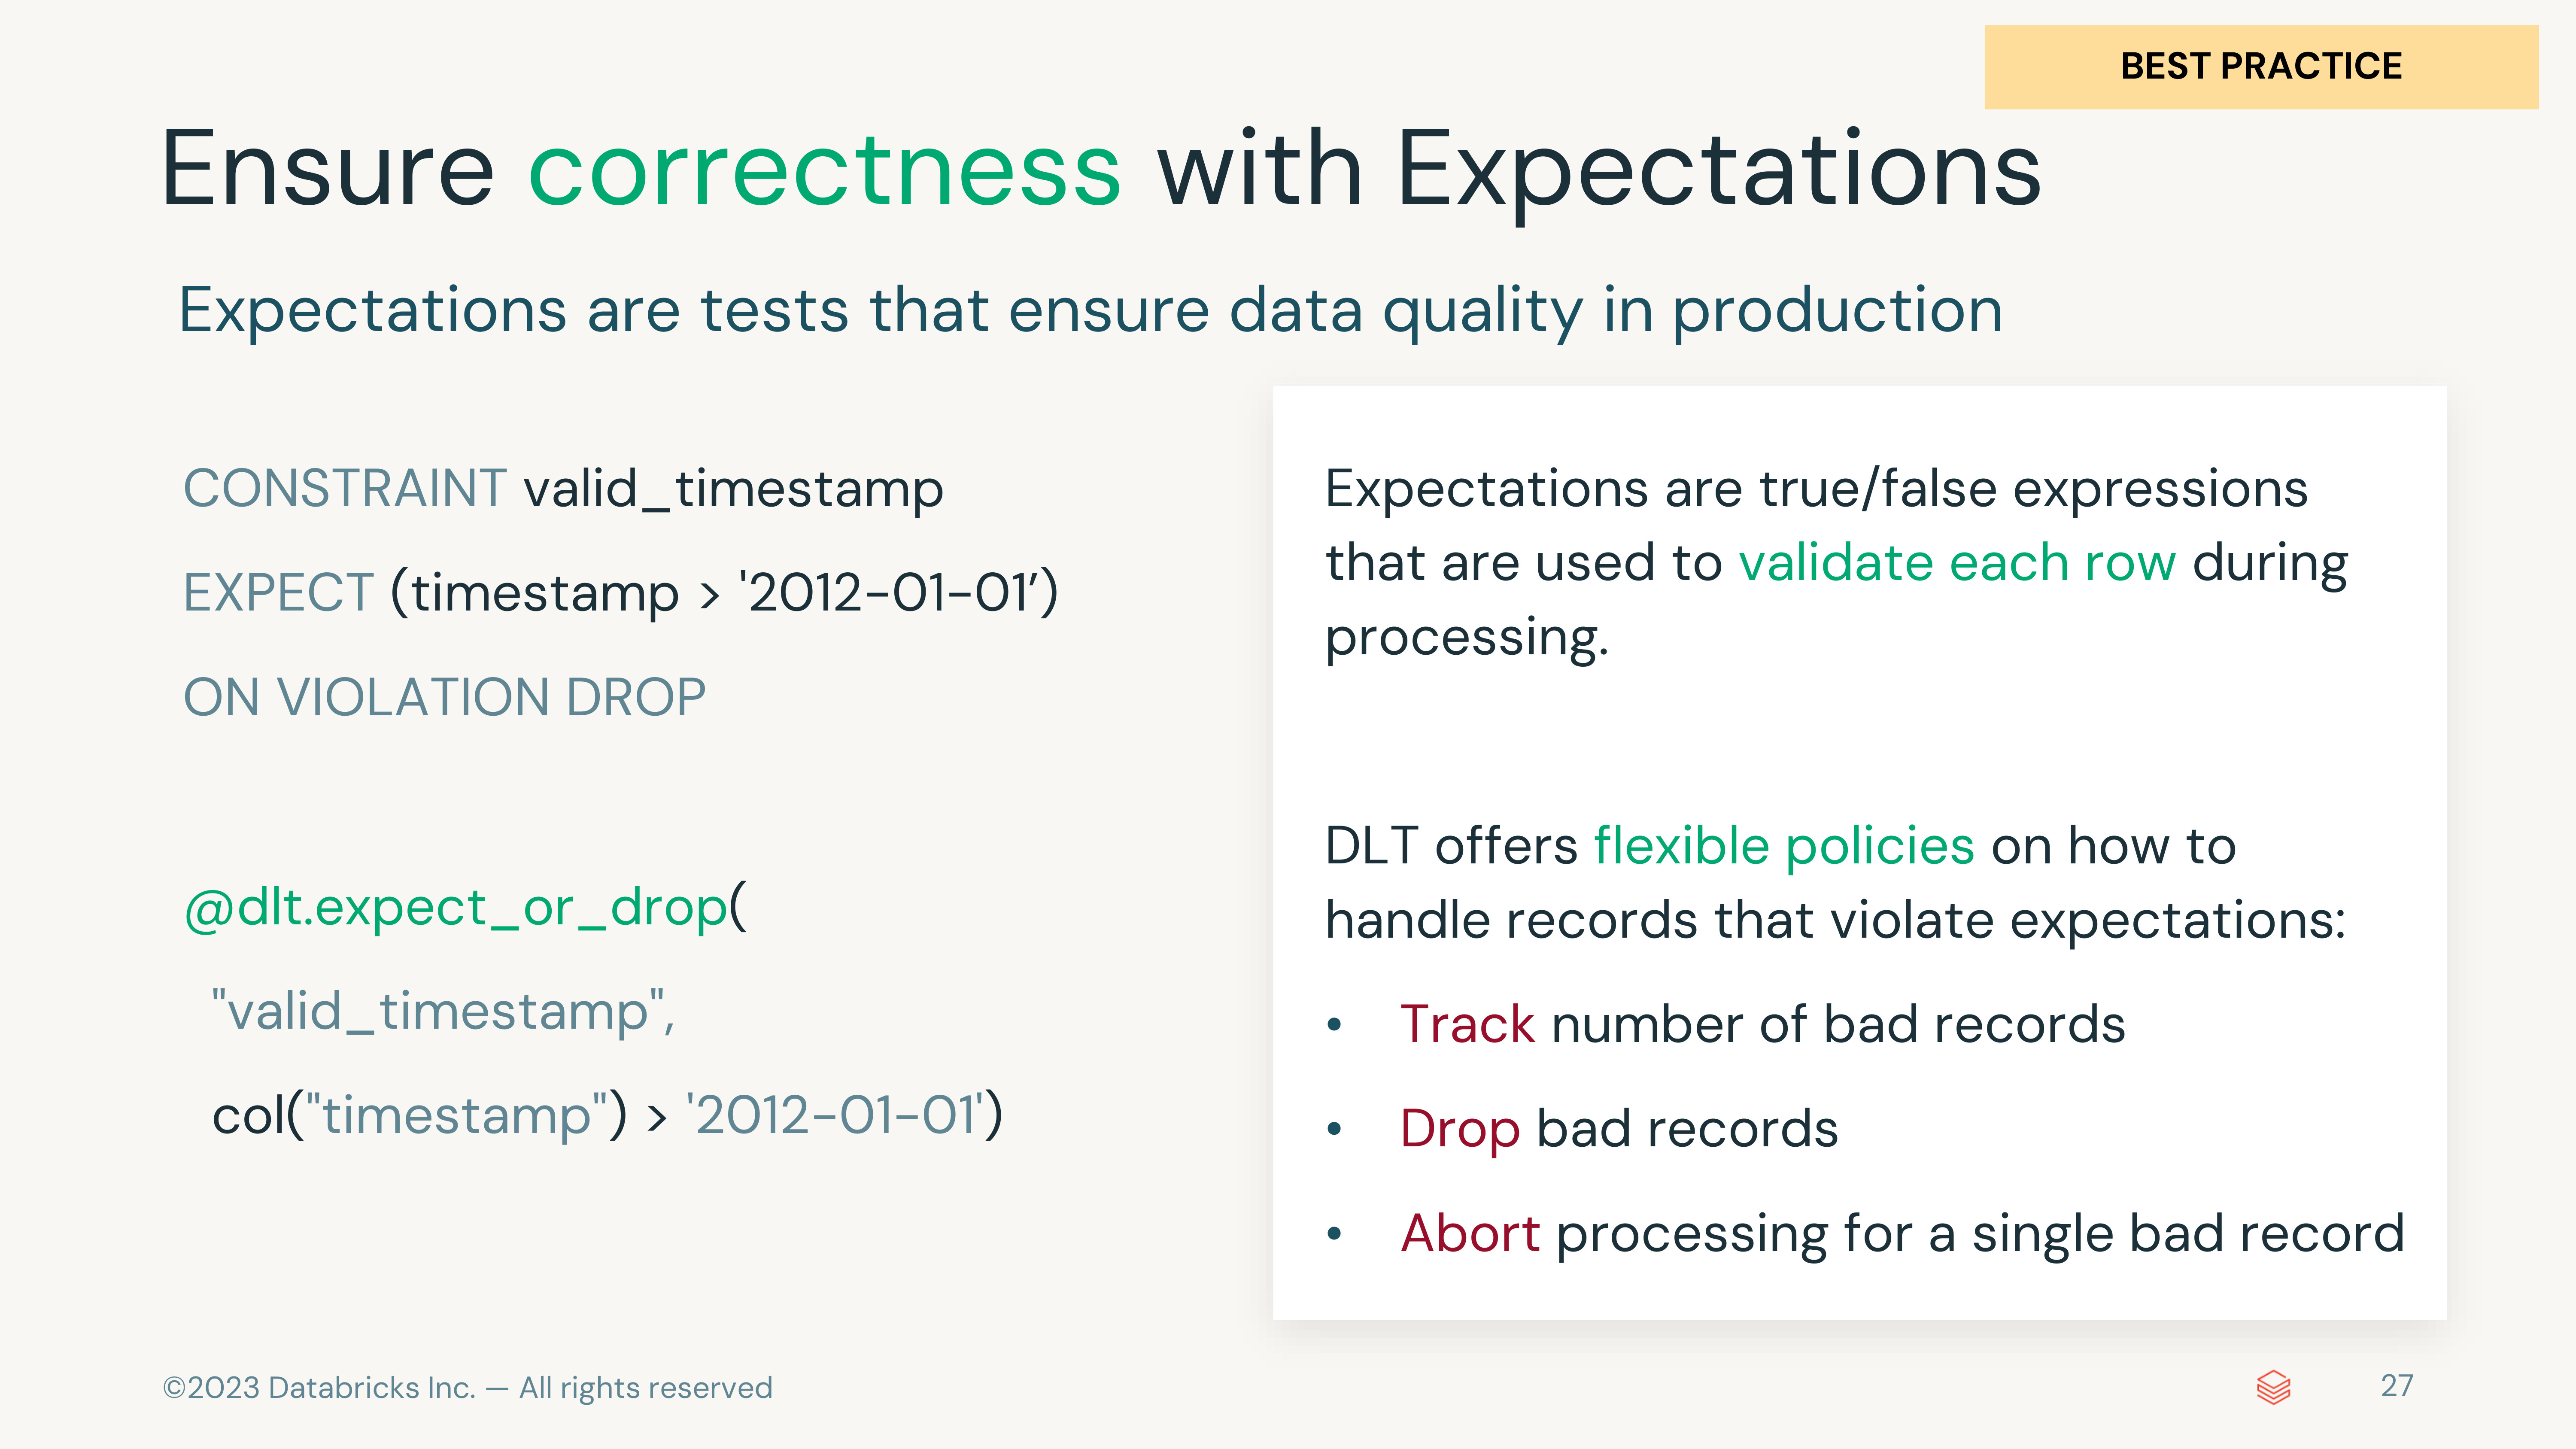 BEST PRACTICE
Ensure correctness with Expectations
Expectations are tests that ensure data quality in production
CONSTRAINT valid_timestamp
EXPECT (timestamp > '2012-01-01’)
ON VIOLATION DROP
@dlt.expect_or_drop(
"valid_timestamp",
col("timestamp") > '2012-01-01')
Expectations are true/false expressions
that are used to validate each row during
processing.
DLT offers flexible policies on how to
handle records that violate expectations:
• Track number of bad records
• Drop bad records
• Abort processing for a single bad record
©2023 Databricks Inc. — All rights reserved
27